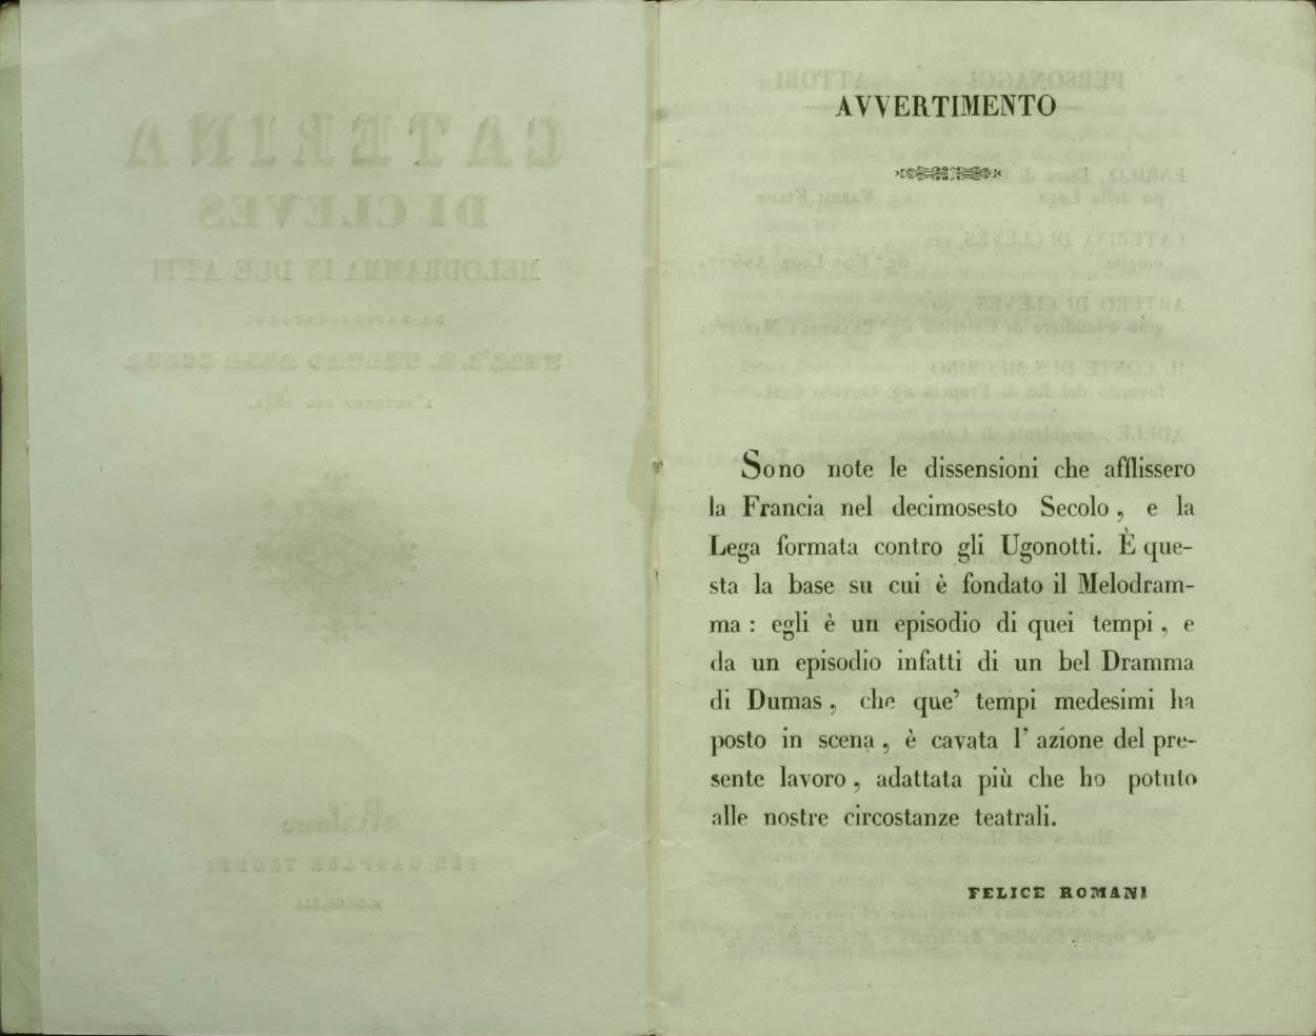 AVVERTIMENTO
Sono note le dissensioni che afflissero
la Francia nel decimosesto Secolo, e la
Lega formata contro gli Ugonotti. È que-
sta la base su cui è fondato il Melodram-
ma: egli è un episodio di quei tempi, e
da un episodio infatti di un bel Dramma
di Dumas, che que' tempi medesimi ha
posto in scena, è cavata l'azione del pre-
sente lavoro, adattata più che ho potuto
alle nostre circostanze teatrali.
FELICE ROMANI